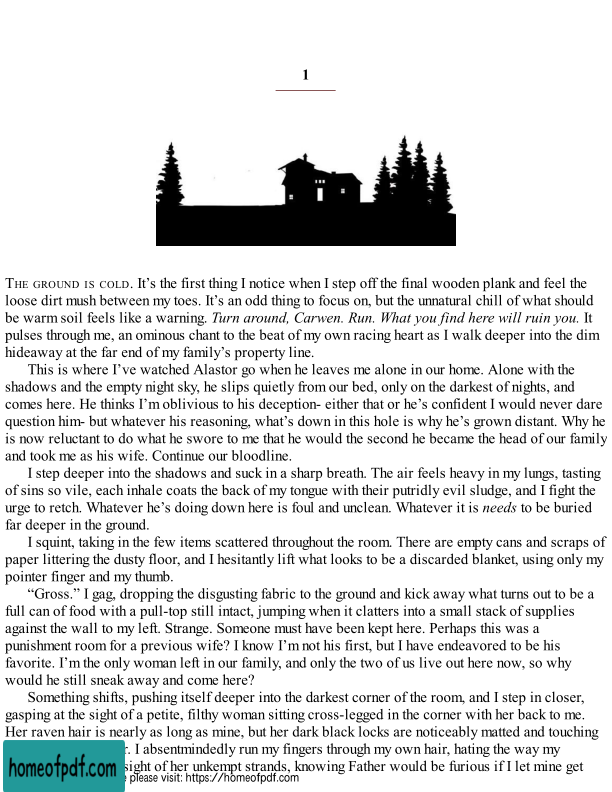 1
THE GROUND IS COLD. It’s the first thing I notice when I step off the final wooden plank and feel the
loose dirt mush between my toes. It’s an odd thing to focus on, but the unnatural chill of what should
be warm soil feels like a warning. Turn around, Carwen. Run. What you find here will ruin you. It
pulses through me, an ominous chant to the beat of my own racing heart as I walk deeper into the dim
hideaway at the far end of my family’s property line.
This is where I’ve watched Alastor go when he leaves me alone in our home. Alone with the
shadows and the empty night sky, he slips quietly from our bed, only on the darkest of nights, and
comes here. He thinks I’m oblivious to his deception- either that or he’s confident I would never dare
question him- but whatever his reasoning, what’s down in this hole is why he’s grown distant. Why he
is now reluctant to do what he swore to me that he would the second he became the head of our family
and took me as his wife. Continue our bloodline.
I step deeper into the shadows and suck in a sharp breath. The air feels heavy in my lungs, tasting
of sins so vile, each inhale coats the back of my tongue with their putridly evil sludge, and I fight the
urge to retch. Whatever he’s doing down here is foul and unclean. Whatever it is needs to be buried
far deeper in the ground.
I squint, taking in the few items scattered throughout the room. There are empty cans and scraps of
paper littering the dusty floor, and I hesitantly lift what looks to be a discarded blanket, using only my
pointer finger and my thumb.
“Gross.” I gag, dropping the disgusting fabric to the ground and kick away what turns out to be a
full can of food with a pull-top still intact, jumping when it clatters into a small stack of supplies
against the wall to my left. Strange. Someone must have been kept here. Perhaps this was a
punishment room for a previous wife? I know I’m not his first, but I have endeavored to be his
favorite. I’m the only woman left in our family, and only the two of us live out here now, so why
would he still sneak away and come here?
Something shifts, pushing itself deeper into the darkest corner of the room, and I step in closer,
gasping at the sight of a petite, filthy woman sitting cross-legged in the corner with her back to me.
Her raven hair is nearly as long as mine, but her dark black locks are noticeably matted and touching
I absentmindedly run my fingers through my own hair, hating the way my
sight of her unkempt strands, knowing Father would be furious if I let mine get
homeofpdf.com
please visit: https://homeofpdf.com